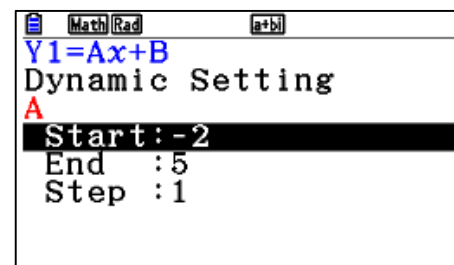 Math Rad a+bi
Y1=Ax+B
Dynamic Setting
A
Start:-2
End :5
Step :1